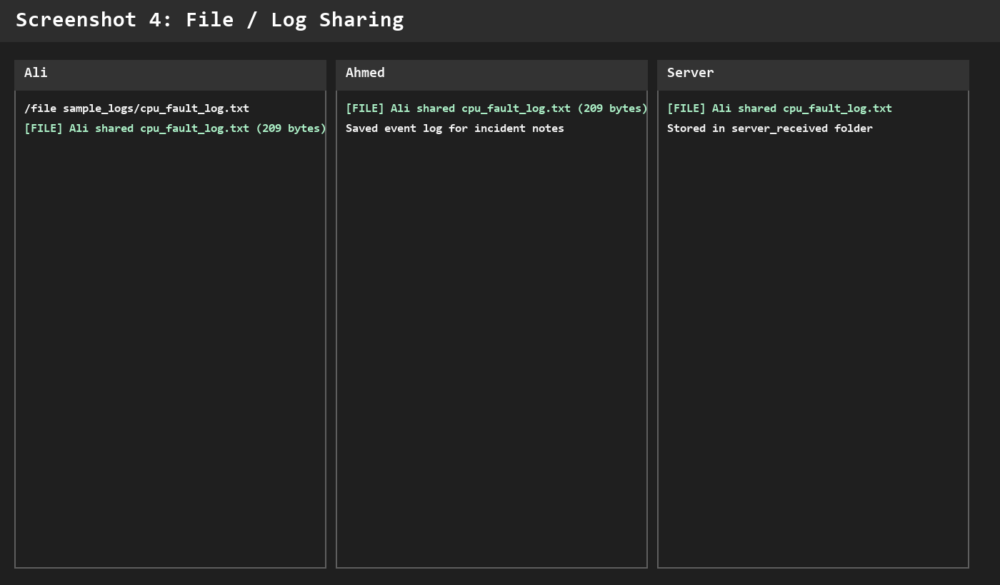 Screenshot 4: File / Log Sharing
Ali
/file sample_logs/cpu_fault_log.txt
[FILE] Ali shared cpu_fault_log.txt (209 bytes)
Ahmed
[FILE] Ali shared cpu_fault_log.txt (209 bytes)
Saved event log for incident notes
Server
[FILE] Ali shared cpu_fault_log.txt
Stored in server_received folder